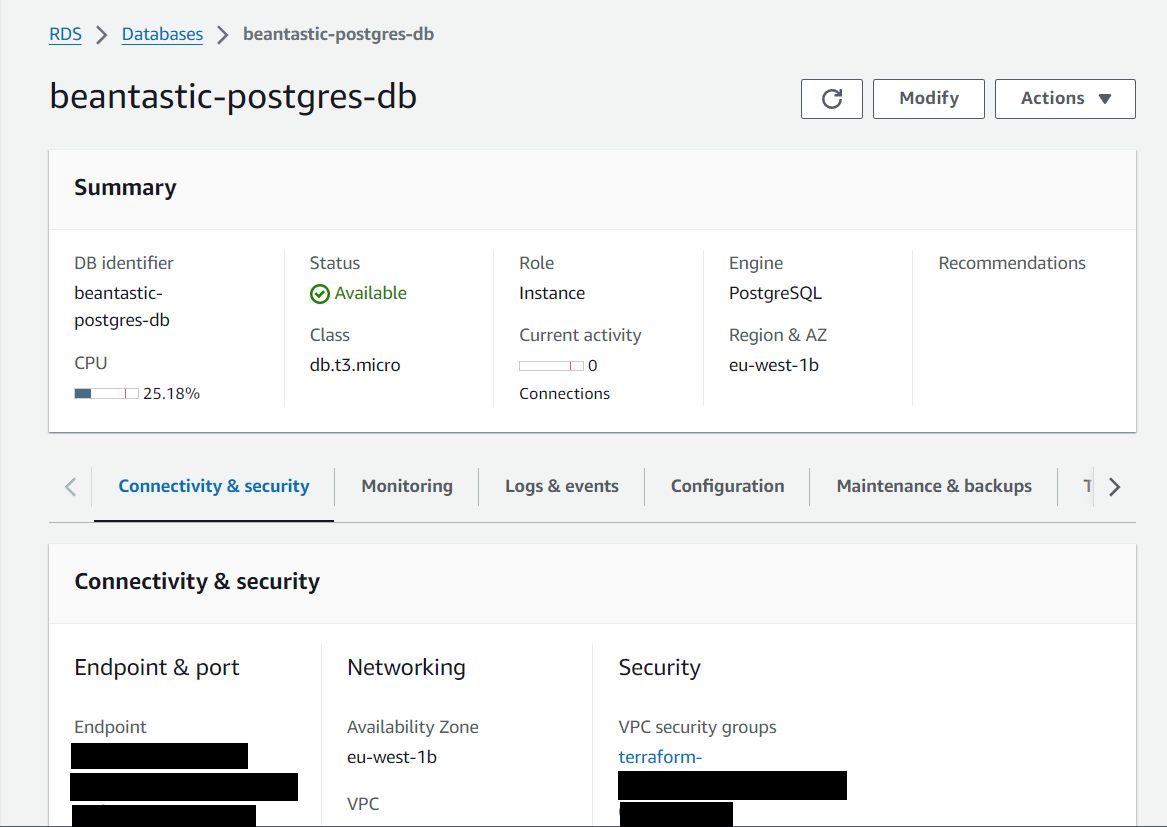 RDS > Databases > beantastic-postgres-db
beantastic-postgres-db
Modify
Actions
Summary
DB identifier
beantastic-
postgres-db
CPU
25.18%
Status
Available
Class
db.t3.micro
Role
Instance
Current activity
0
Connections
Engine
PostgreSQL
Region & AZ
eu-west-1b
Recommendations
Connectivity & security
Monitoring
Logs & events
Configuration
Maintenance & backups
Connectivity & security
Endpoint & port
Endpoint
Networking
Availability Zone
eu-west-1b
VPC
Security
VPC security groups
terraform-